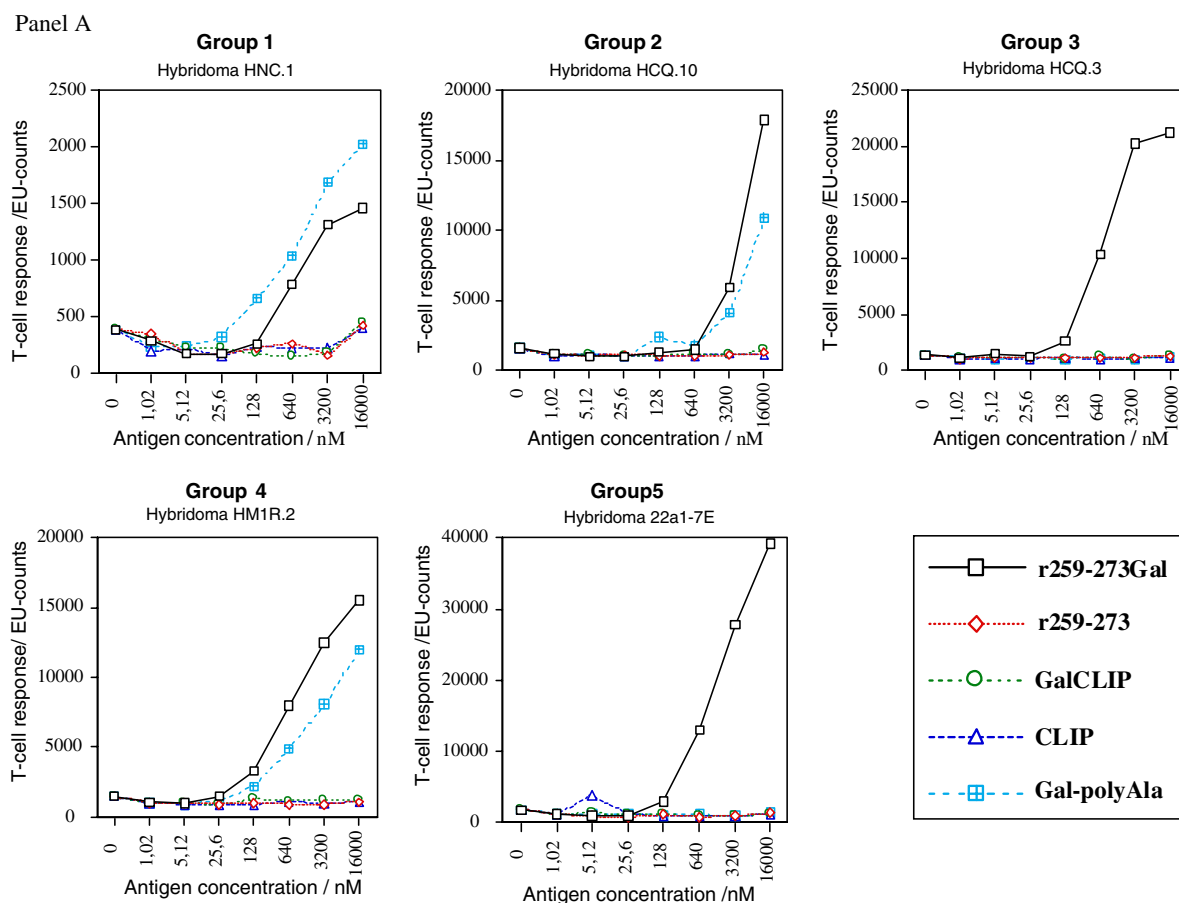 Panel A
Group 1
Hybridoma HNC.1
T-cell response /EU-counts
2500
2000
1500
1000
500
0
0
1,02
5,12
25,6
128
640
3200
16000
Antigen concentration / nM
Group 2
Hybridoma HCQ.10
T-cell response /EU-counts
20000
15000
10000
5000
0
0
1,02
5,12
25,6
128
640
3200
16000
Antigen concentration / nM
Group 3
Hybridoma HCQ.3
T-cell response /EU-counts
25000
20000
15000
10000
5000
0
0
1,02
5,12
25,6
128
640
3200
16000
Antigen concentration / nM
Group 4
Hybridoma HM1R.2
T-cell response/ EU-counts
20000
15000
10000
5000
0
0
1,02
5,12
25,6
128
640
3200
16000
Antigen concentration / nM
Group5
Hybridoma 22a1-7E
T-cell response /EU-counts
40000
30000
20000
10000
0
0
1,02
5,12
25,6
128
640
3200
16000
Antigen concentration / nM
r259-273Gal
r259-273
GalCLIP
CLIP
Gal-polyAla